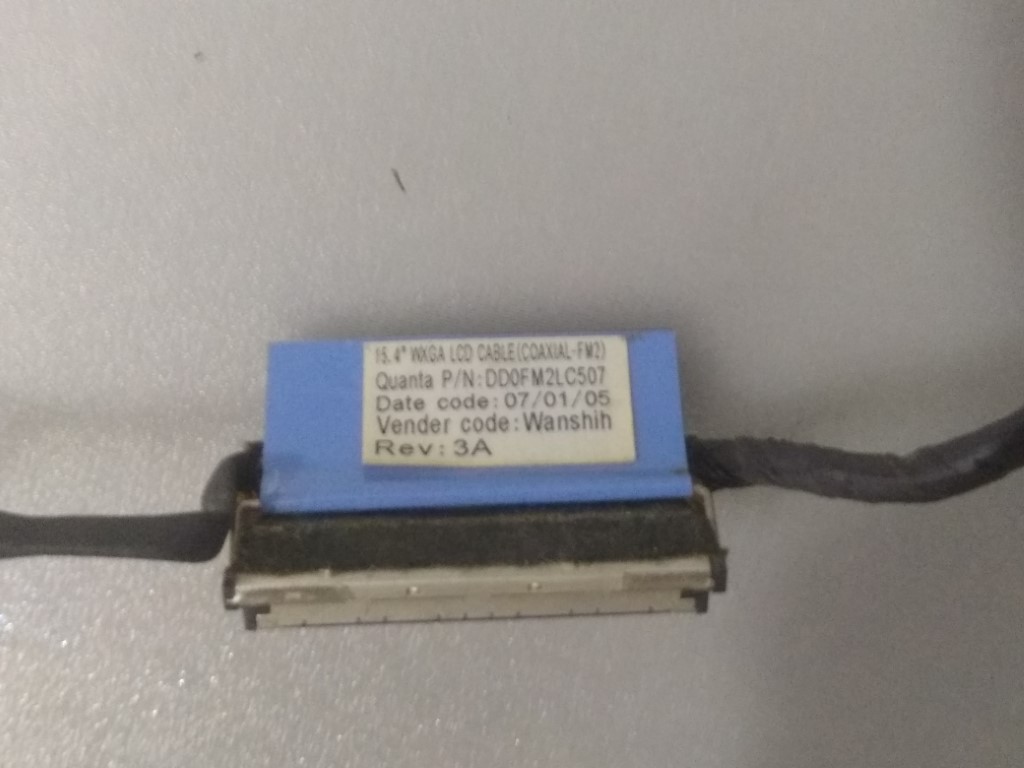 15.4" WXGA LCD CABLE(COAXIAL-FM2)
Quanta P/N:DD0FM2LC507
Date code:07/01/05
Vender code:Wanshih
Rev:3A